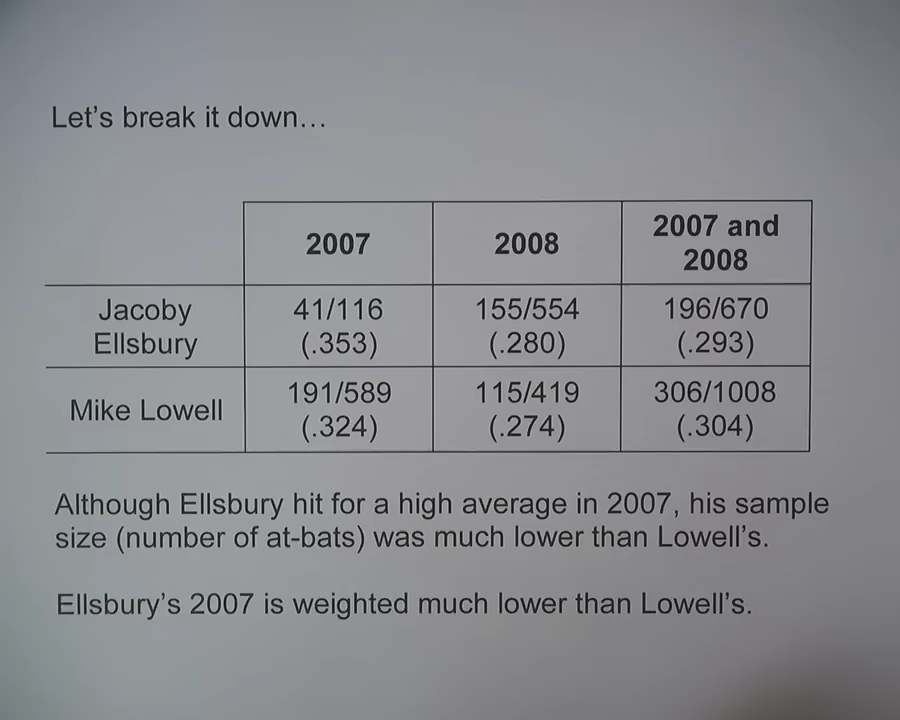 Let's break it down…
2007 2008 2007 and
2008
Jacoby 41/116 155/554 196/670
Ellsbury (.353) (.280) (.293)
Mike Lowell 191/589 115/419 306/1008
(.324) (.274) (.304)
Although Ellsbury hit for a high average in 2007, his sample
size (number of at-bats) was much lower than Lowell's.
Ellsbury's 2007 is weighted much lower than Lowell's.